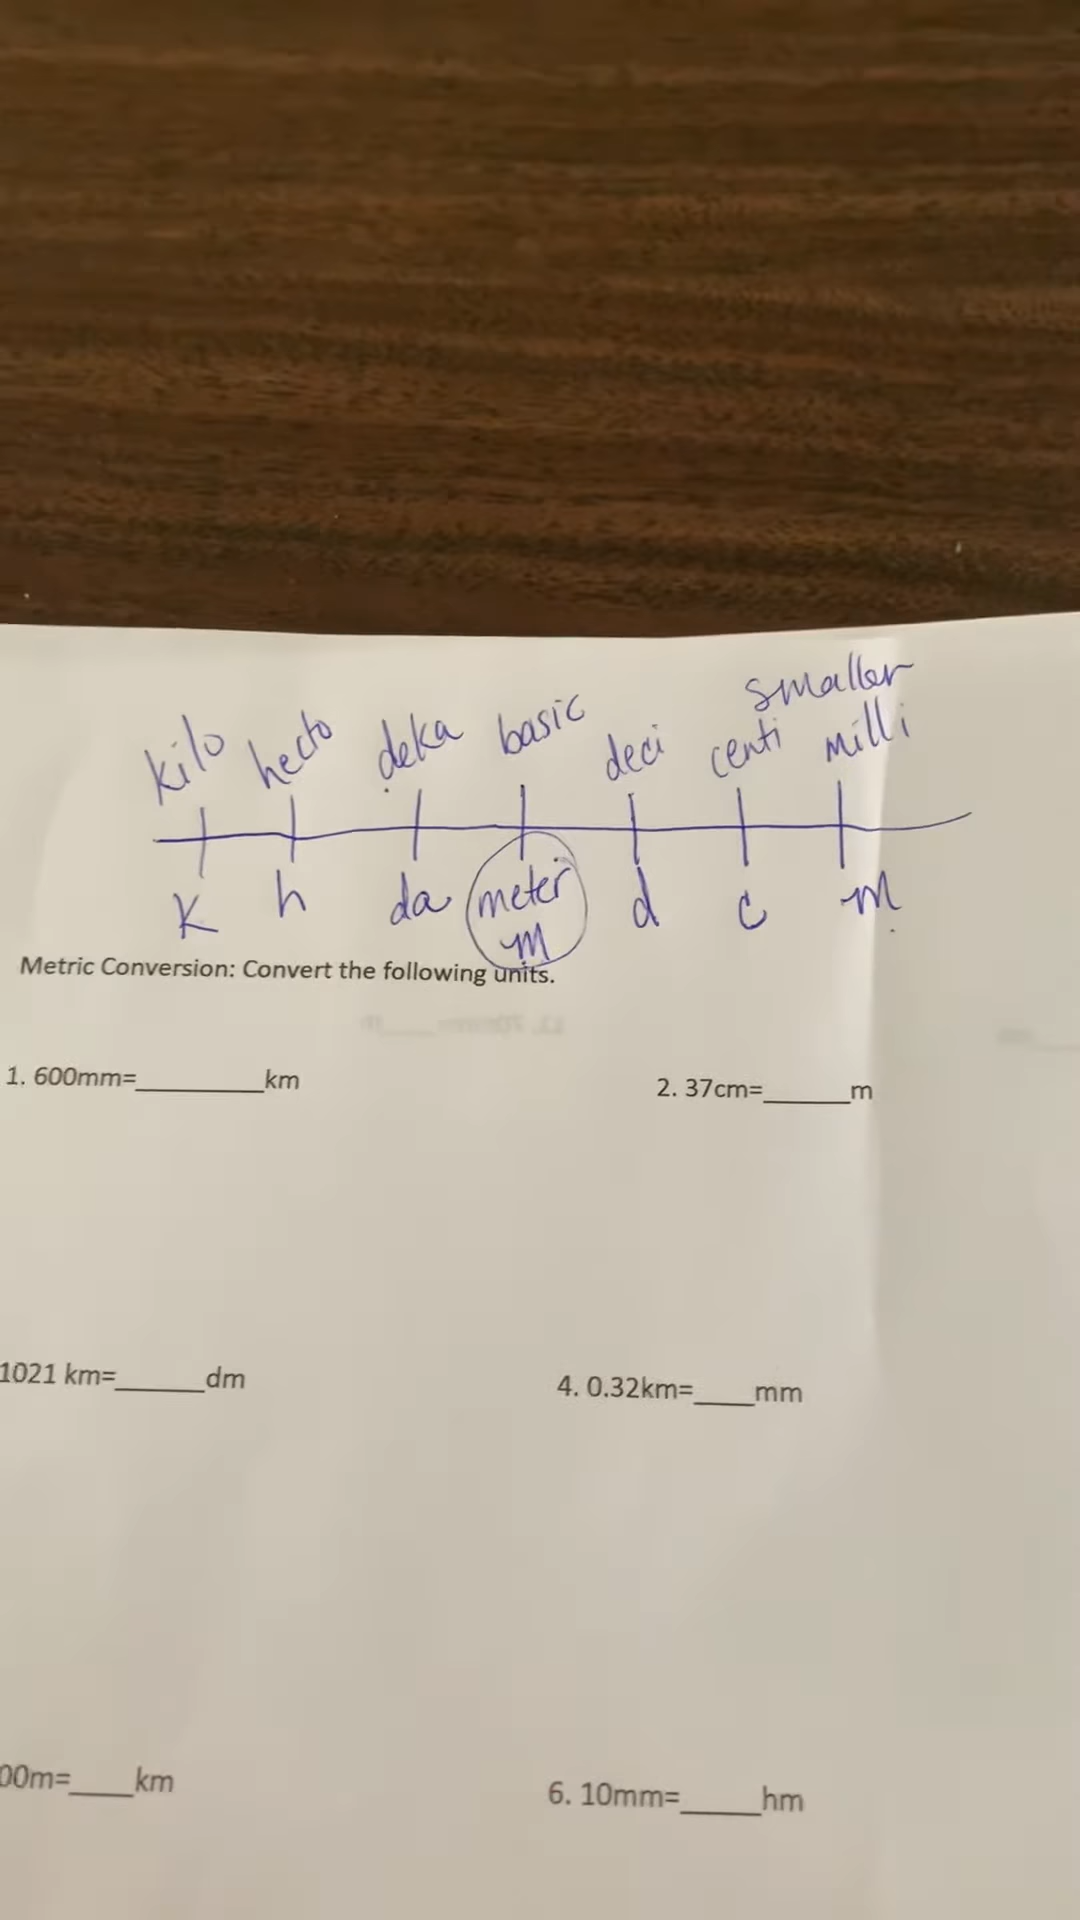 smaller
kilo hecto deka basic deci centi milli
K h da meter d c m
m
Metric Conversion: Convert the following units.
1. 600mm=_________km 2. 37cm=______m
1021 km=______dm 4. 0.32km=____mm
00m=____km 6. 10mm=_____hm